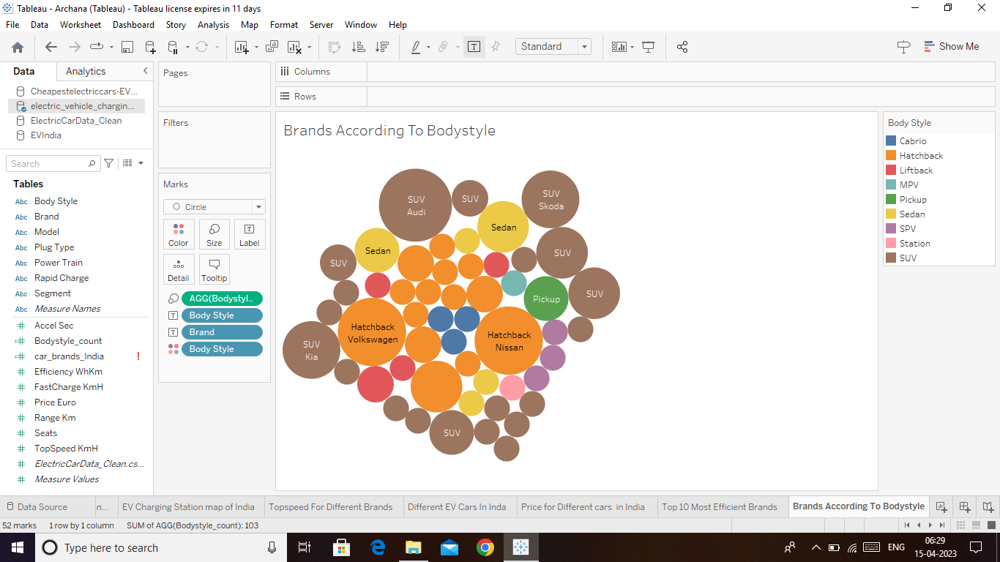 Tableau - Archana (Tableau) - Tableau license expires in 11 days
File Data Worksheet Dashboard Story Analysis Map Format Server Window Help
Standard
Show Me
Data Analytics
Cheapestelectriccars-EV...
electric_vehicle_chargin...
ElectricCarData_Clean
EVIndia
Search
Tables
Abc Body Style
Abc Brand
Abc Model
Abc Plug Type
Abc Power Train
Abc Rapid Charge
Abc Segment
Abc Measure Names
# Accel Sec
=# Bodystyle_count
=# car_brands_India !
# Efficiency WhKm
# FastCharge KmH
# Price Euro
# Range Km
# Seats
# TopSpeed KmH
# ElectricCarData_Clean.cs...
# Measure Values
Pages
Filters
Marks
Circle
Color Size Label
Detail Tooltip
AGG(Bodystyl..
Body Style
Brand
Body Style
Columns
Rows
Brands According To Bodystyle
SUV
Audi
SUV
SUV
Skoda
Sedan
Sedan
SUV
SUV
Pickup
SUV
Hatchback
Volkswagen
Hatchback
Nissan
SUV
Kia
SUV
Body Style
Cabrio
Hatchback
Liftback
MPV
Pickup
Sedan
SPV
Station
SUV
Data Source n... EV Charging Station map of India Topspeed For Different Brands Different EV Cars In Inda Price for Different cars in India Top 10 Most Efficient Brands Brands According To Bodystyle
52 marks 1 row by 1 column SUM of AGG(Bodystyle_count): 103
Type here to search
ENG
06:29
15-04-2023